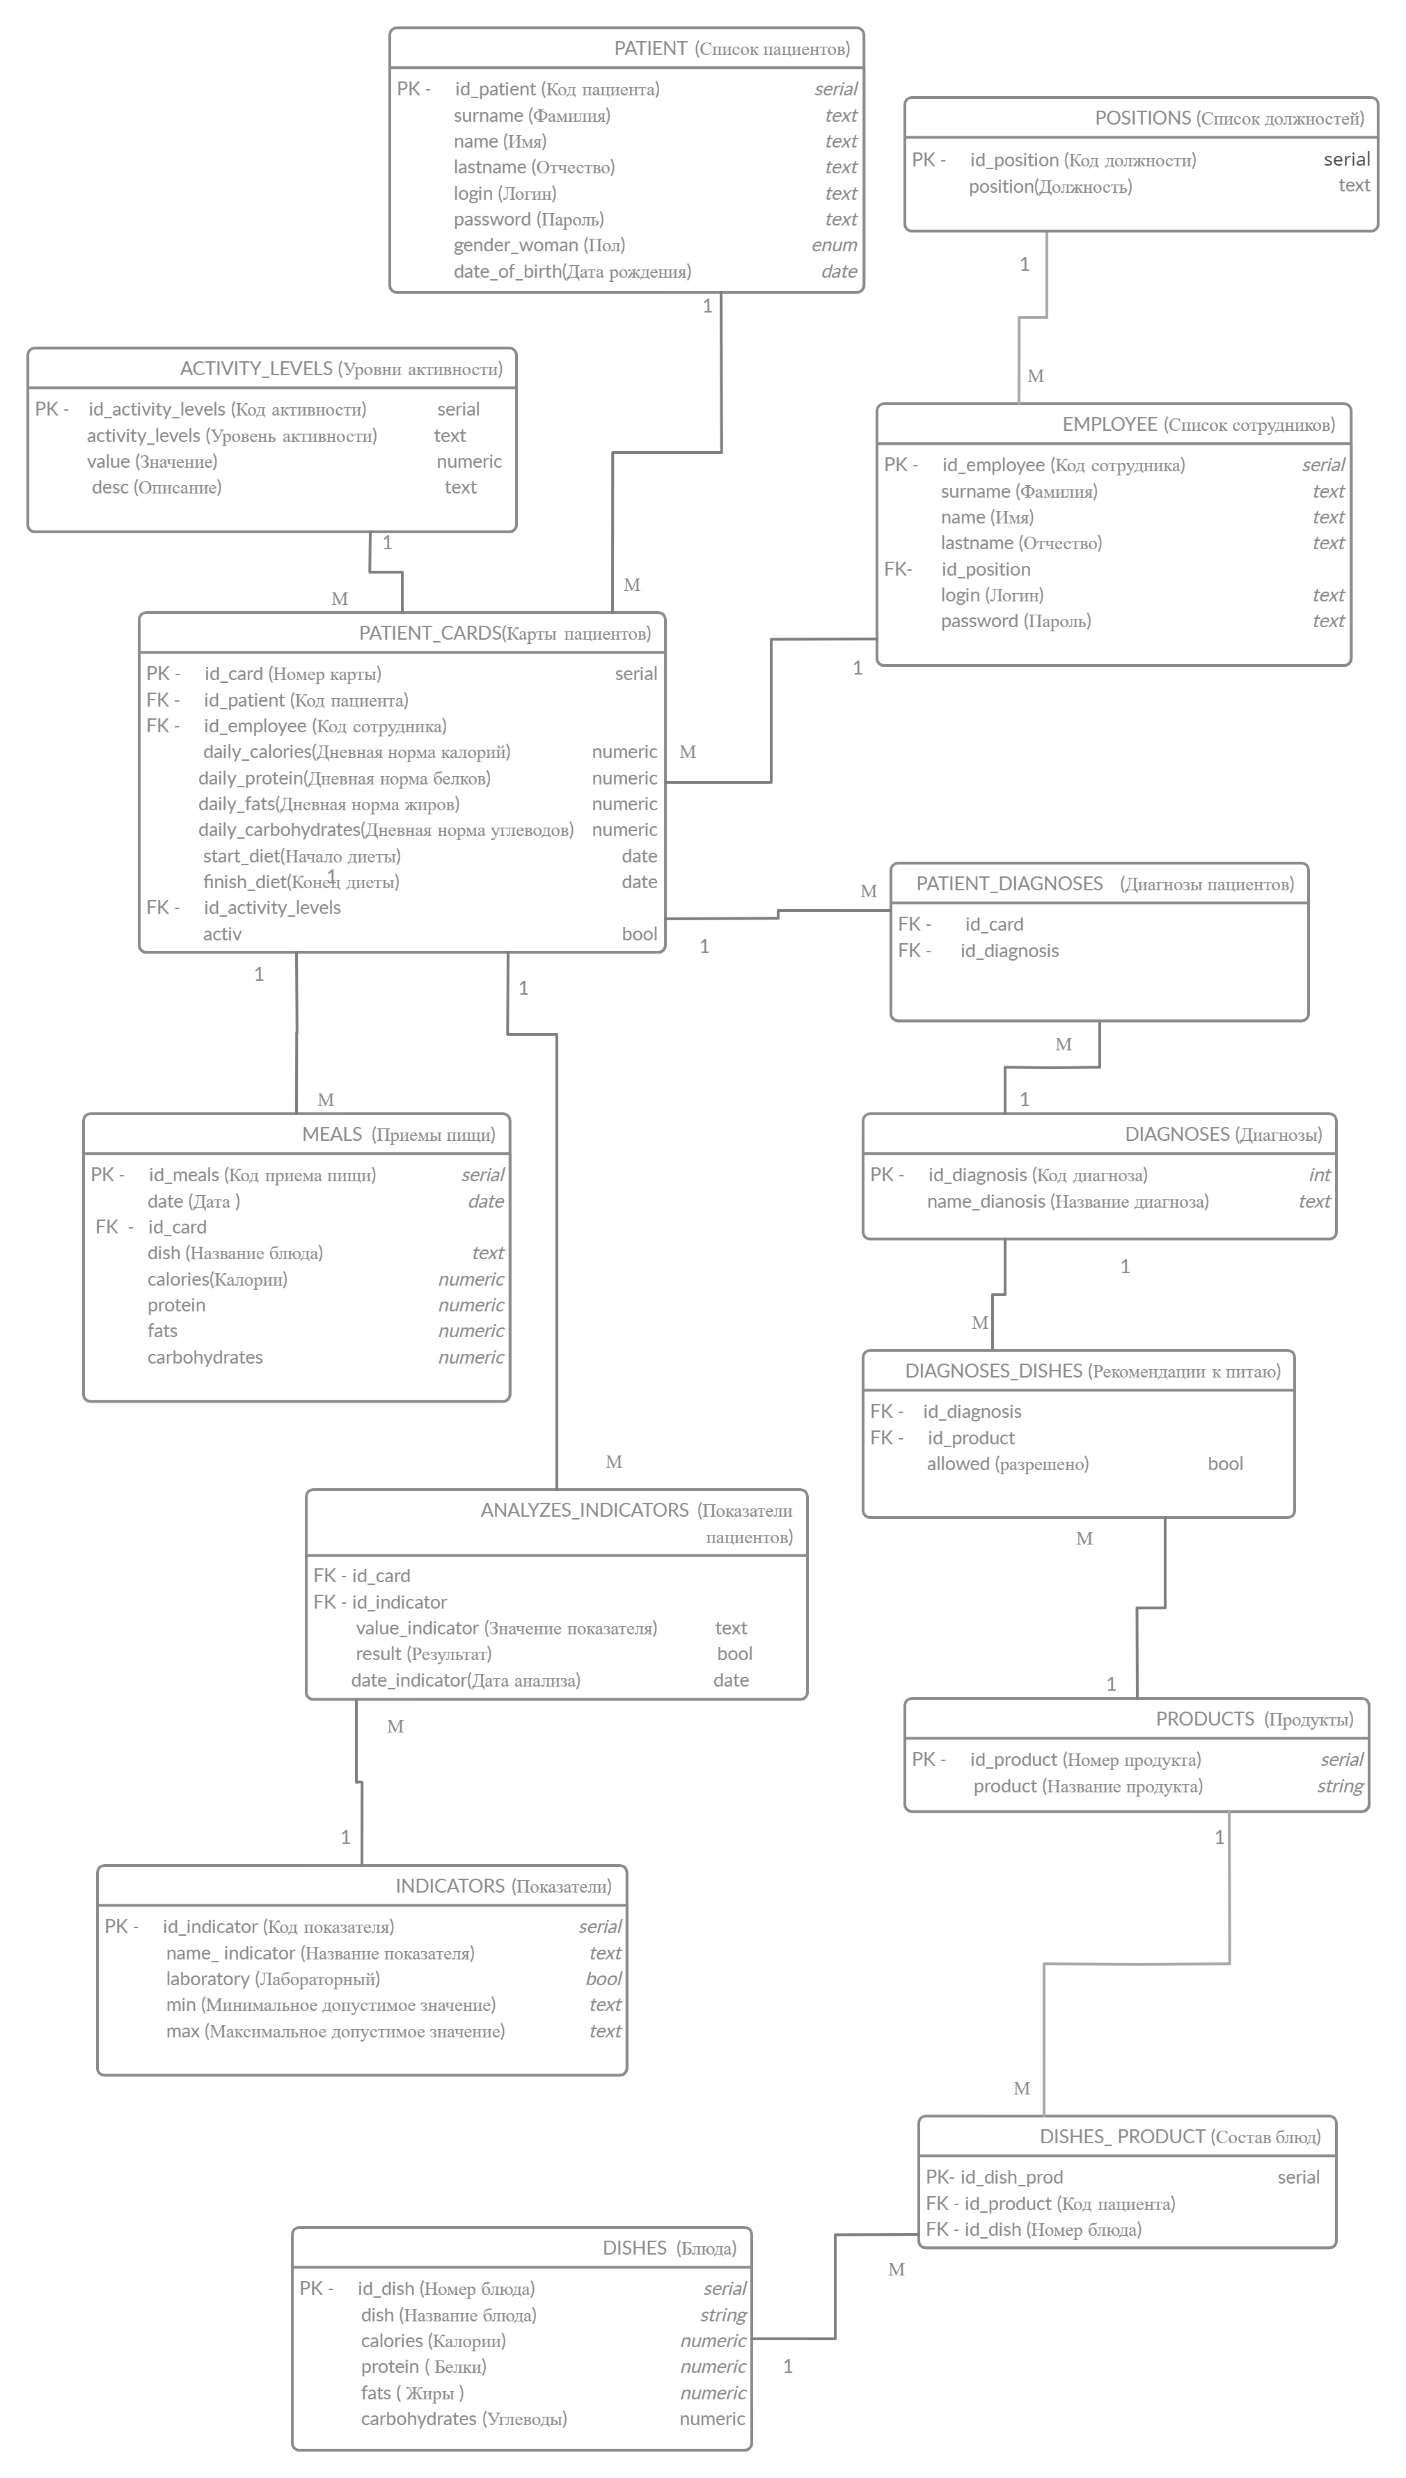 PATIENT (Список пациентов)
PK - id_patient (Код пациента) serial
surname (Фамилия) text
name (Имя) text
lastname (Отчество) text
login (Логин) text
password (Пароль) text
gender_woman (Пол) enum
date_of_birth(Дата рождения) date
1
POSITIONS (Список должностей)
PK - id_position (Код должности) serial
position(Должность) text
1
M
ACTIVITY_LEVELS (Уровни активности)
PK - id_activity_levels (Код активности) serial
activity_levels (Уровень активности) text
value (Значение) numeric
desc (Описание) text
1
M
M
EMPLOYEE (Список сотрудников)
PK - id_employee (Код сотрудника) serial
surname (Фамилия) text
name (Имя) text
lastname (Отчество) text
FK- id_position
login (Логин) text
password (Пароль) text
1
M
PATIENT_CARDS(Карты пациентов)
PK - id_card (Номер карты) serial
FK - id_patient (Код пациента)
FK - id_employee (Код сотрудника)
daily_calories(Дневная норма калорий) numeric
daily_protein(Дневная норма белков) numeric
daily_fats(Дневная норма жиров) numeric
daily_carbohydrates(Дневная норма углеводов) numeric
start_diet(Начало диеты) date
1
finish_diet(Конец диеты) date
FK - id_activity_levels
activ bool
1
1
1
M
PATIENT_DIAGNOSES (Диагнозы пациентов)
FK - id_card
FK - id_diagnosis
M
1
M
MEALS (Приемы пищи)
PK - id_meals (Код приема пищи) serial
date (Дата ) date
FK - id_card
dish (Название блюда) text
calories(Калории) numeric
protein numeric
fats numeric
carbohydrates numeric
DIAGNOSES (Диагнозы)
PK - id_diagnosis (Код диагноза) int
name_dianosis (Название диагноза) text
1
M
DIAGNOSES_DISHES (Рекомендации к питаю)
FK - id_diagnosis
FK - id_product
allowed (разрешено) bool
M
M
ANALYZES_INDICATORS (Показатели
пациентов)
FK - id_card
FK - id_indicator
value_indicator (Значение показателя) text
result (Результат) bool
date_indicator(Дата анализа) date
M
1
1
PRODUCTS (Продукты)
PK - id_product (Номер продукта) serial
product (Название продукта) string
1
INDICATORS (Показатели)
PK - id_indicator (Код показателя) serial
name_ indicator (Название показателя) text
laboratory (Лабораторный) bool
min (Минимальное допустимое значение) text
max (Максимальное допустимое значение) text
M
DISHES_ PRODUCT (Состав блюд)
PK- id_dish_prod serial
FK - id_product (Код пациента)
FK - id_dish (Номер блюда)
M
DISHES (Блюда)
PK - id_dish (Номер блюда) serial
dish (Название блюда) string
calories (Калории) numeric
protein ( Белки) numeric
fats ( Жиры ) numeric
carbohydrates (Углеводы) numeric
1